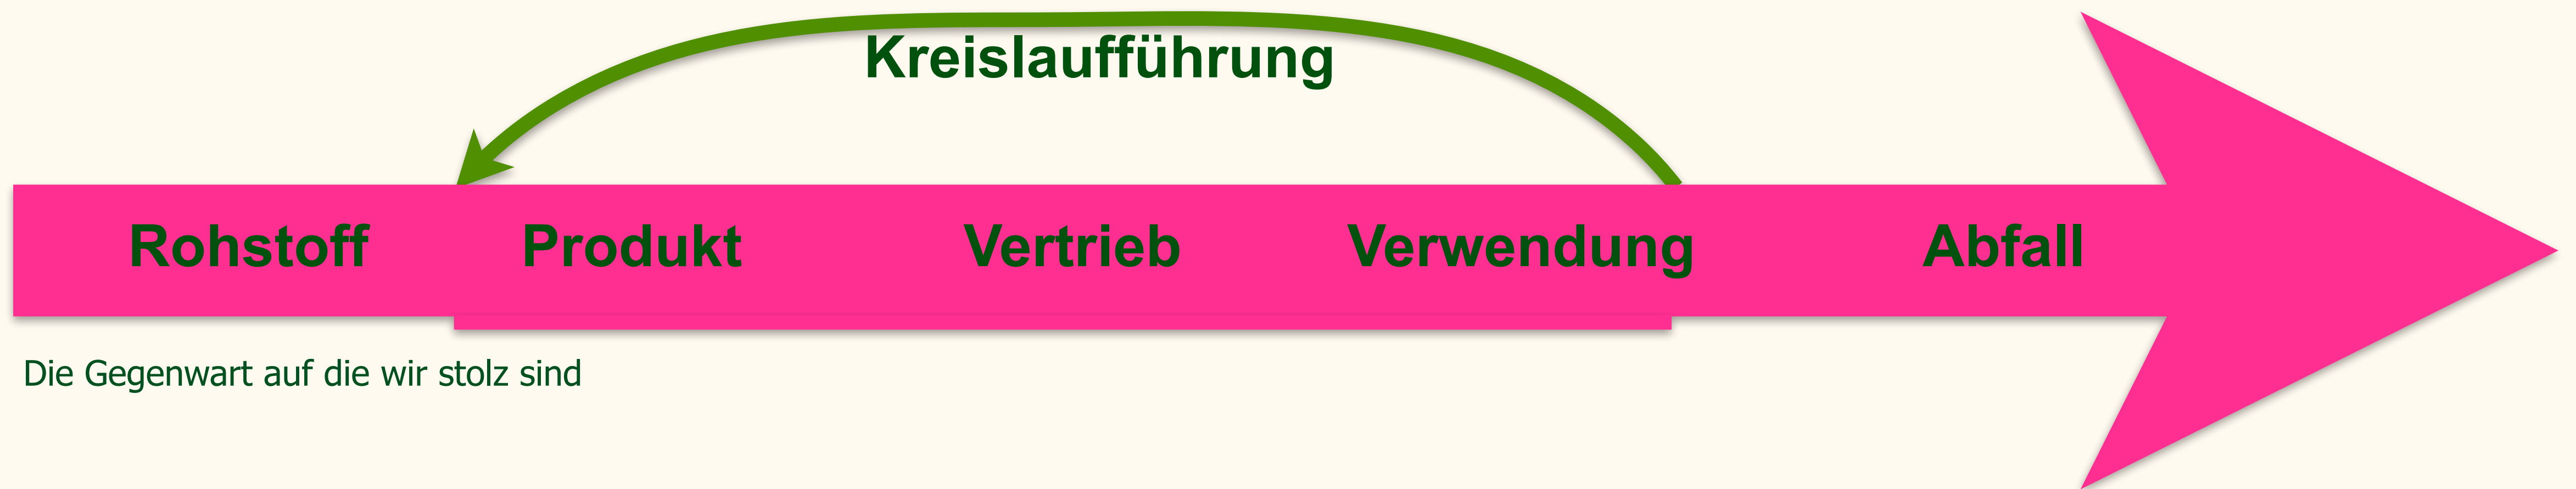 Kreislaufführung
Rohstoff Produkt Vertrieb Verwendung Abfall
Die Gegenwart auf die wir stolz sind